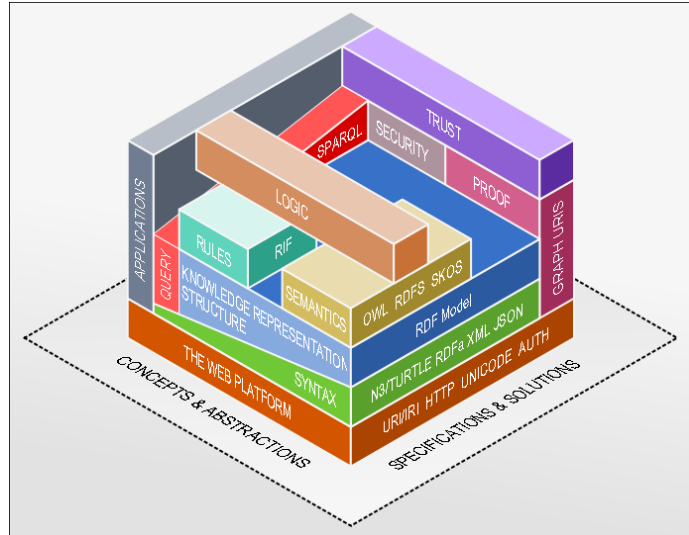 TRUST
SPARQL
SECURITY
PROOF
LOGIC
APPLICATIONS
RULES
RIF
GRAPH URIS
QUERY
KNOWLEDGE REPRESENTATION
STRUCTURE
SEMANTICS
OWL RDFS SKOS
RDF Model
SYNTAX
N3/TURTLE RDFa XML JSON
THE WEB PLATFORM
URI/IRI HTTP UNICODE AUTH
CONCEPTS & ABSTRACTIONS
SPECIFICATIONS & SOLUTIONS